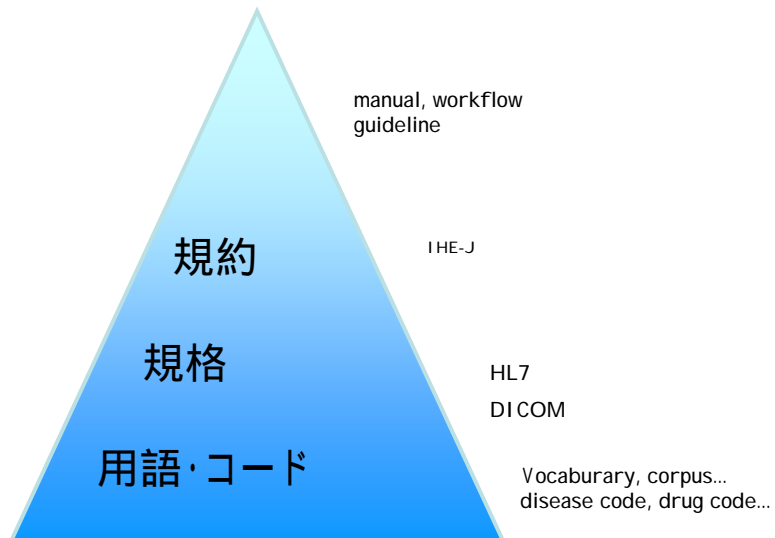 manual, workflow
guideline
規約
IHE-J
規格
HL7
DICOM
用語・コード
Vocaburary, corpus...
disease code, drug code...